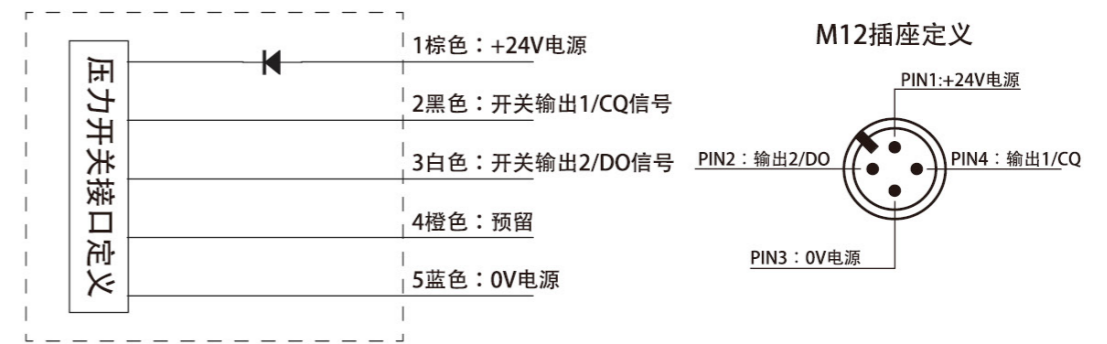 压力开关接口定义
1棕色：+24V电源
2黑色：开关输出1/CQ信号
3白色：开关输出2/DO信号
4橙色：预留
5蓝色：0V电源
M12插座定义
PIN1:+24V电源
PIN2：输出2/DO
PIN4：输出1/CQ
PIN3：0V电源